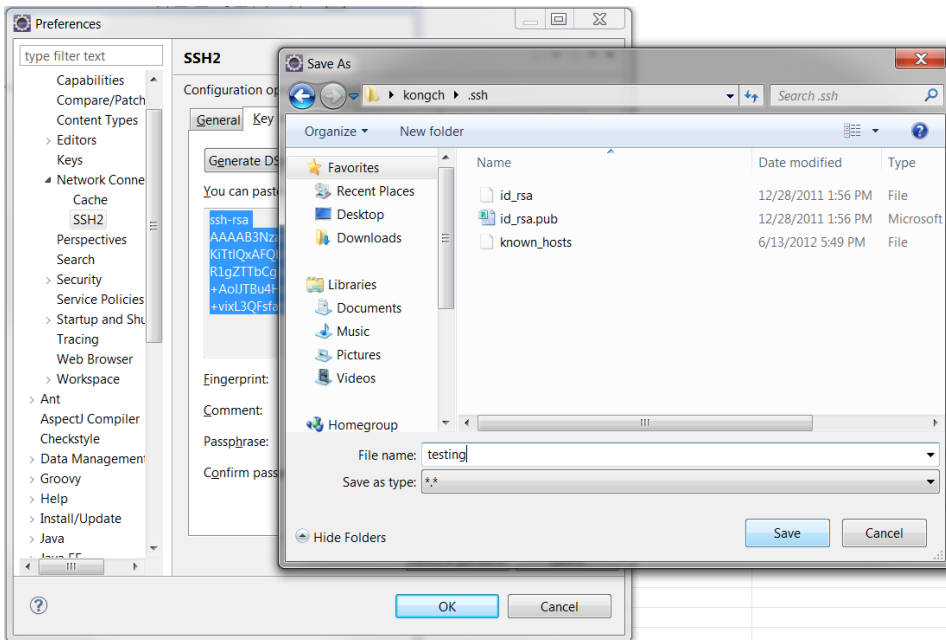 Preferences
type filter text
Capabilities
Compare/Patch
Content Types
Editors
Keys
Network Conne
Cache
SSH2
Perspectives
Search
Security
Service Policies
Startup and Shu
Tracing
Web Browser
Workspace
Ant
AspectJ Compiler
Checkstyle
Data Management
Groovy
Help
Install/Update
Java
SSH2
Configuration op
General Key
Generate DS
You can paste
ssh-rsa
AAAAB3Nza
R1gZTTbCg
+AoIJTBu4H
+vixL3QFsfa
Fingerprint:
Comment:
Passphrase:
Confirm pass
OK Cancel
Save As
kongch .ssh Search .ssh
Organize New folder
Favorites
Recent Places
Desktop
Downloads
Libraries
Documents
Music
Pictures
Videos
Homegroup
Name Date modified Type
id_rsa 12/28/2011 1:56 PM File
id_rsa.pub 12/28/2011 1:56 PM Microsoft
known_hosts 6/13/2012 5:49 PM File
File name: testing
Save as type: *.*
Hide Folders Save Cancel